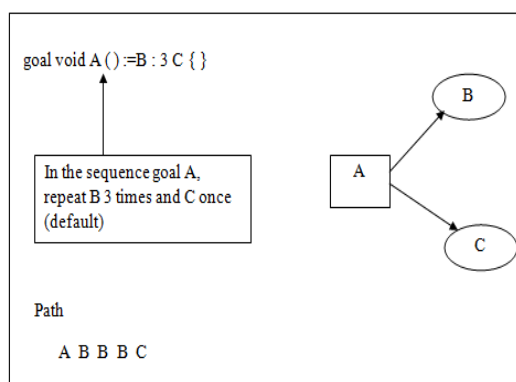 goal void A ( ) :=B : 3 C { }
In the sequence goal A,
repeat B 3 times and C once
(default)
A
B
C
Path
A B B B C